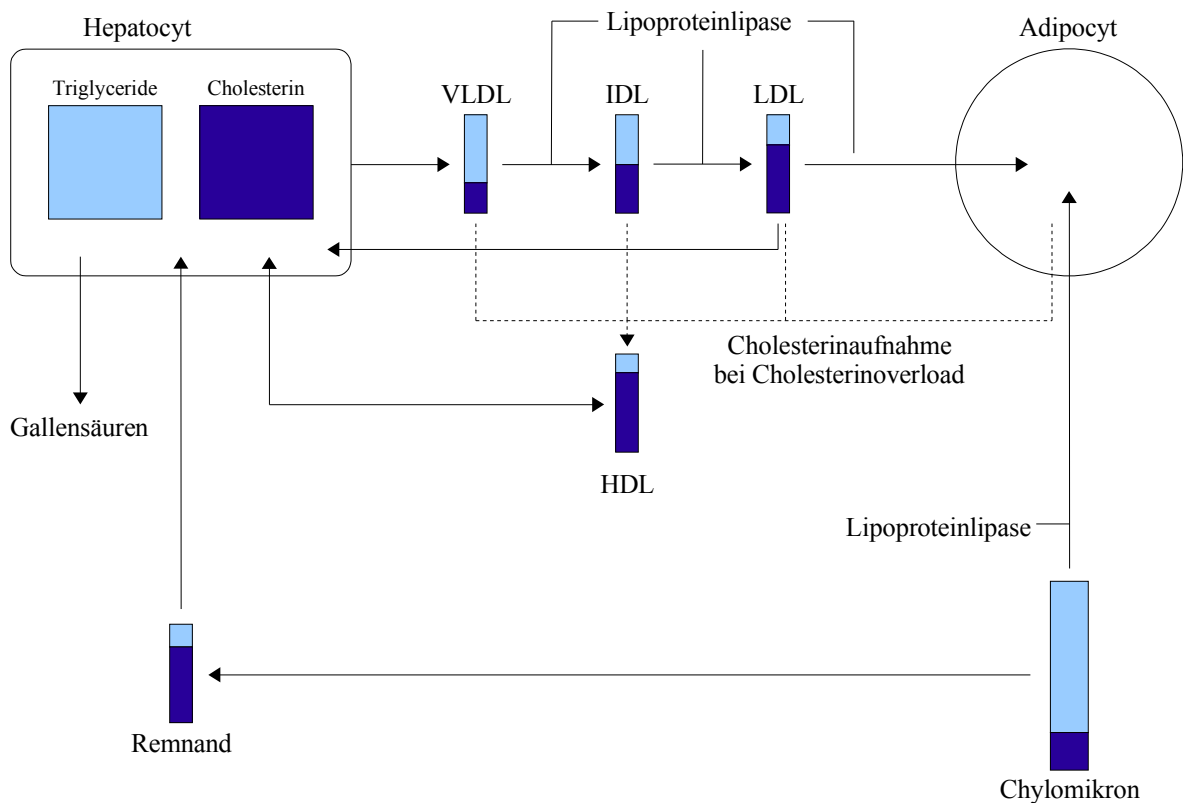 Hepatocyt
Lipoproteinlipase
Adipocyt
Triglyceride
Cholesterin
VLDL
IDL
LDL
Cholesterinaufnahme
bei Cholesterinoverload
Gallensäuren
HDL
Lipoproteinlipase
Remnand
Chylomikron